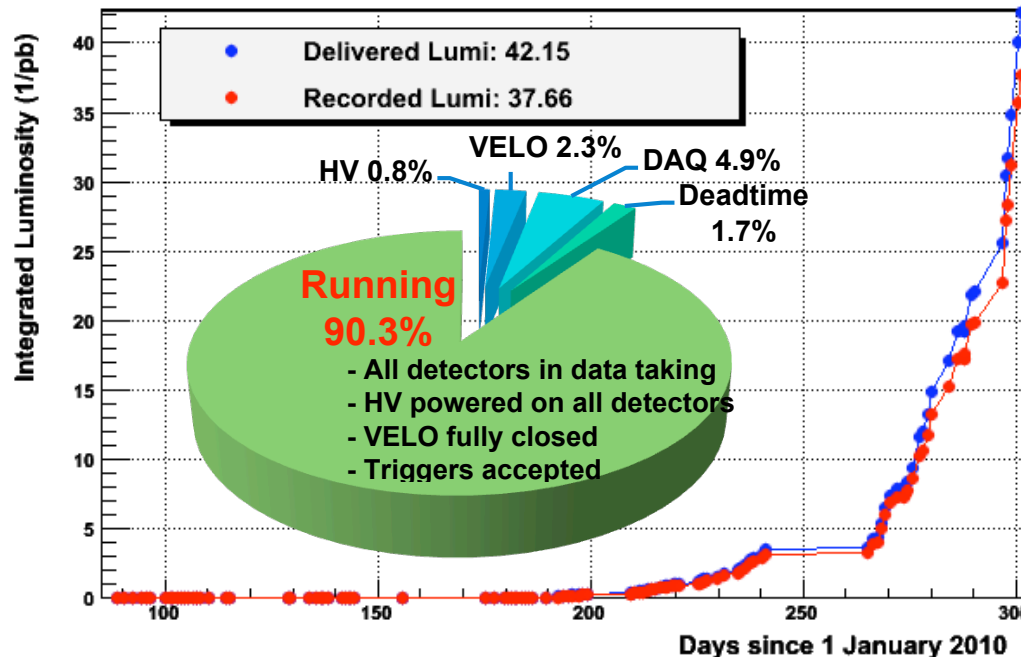 Integrated Luminosity (1/pb)
40
35
30
25
20
15
10
5
0
Delivered Lumi: 42.15
Recorded Lumi: 37.66
HV 0.8%
VELO 2.3%
DAQ 4.9%
Deadtime
1.7%
Running
90.3%
- All detectors in data taking
- HV powered on all detectors
- VELO fully closed
- Triggers accepted
100
150
200
250
30
Days since 1 January 2010